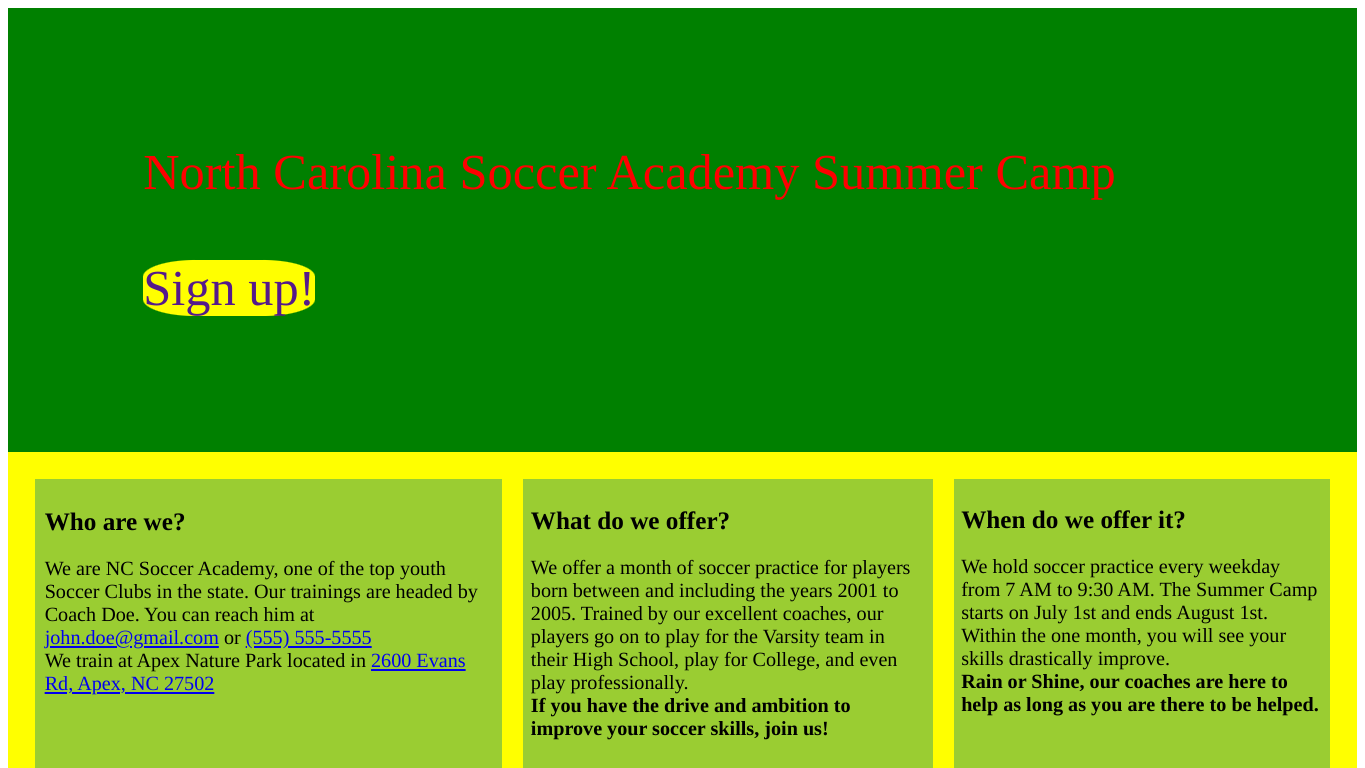 North Carolina Soccer Academy Summer Camp
Sign up!
Who are we?
We are NC Soccer Academy, one of the top youth
Soccer Clubs in the state. Our trainings are headed by
Coach Doe. You can reach him at
john.doe@gmail.com or (555) 555-5555
We train at Apex Nature Park located in 2600 Evans
Rd, Apex, NC 27502
What do we offer?
We offer a month of soccer practice for players
born between and including the years 2001 to
2005. Trained by our excellent coaches, our
players go on to play for the Varsity team in
their High School, play for College, and even
play professionally.
If you have the drive and ambition to
improve your soccer skills, join us!
When do we offer it?
We hold soccer practice every weekday
from 7 AM to 9:30 AM. The Summer Camp
starts on July 1st and ends August 1st.
Within the one month, you will see your
skills drastically improve.
Rain or Shine, our coaches are here to
help as long as you are there to be helped.